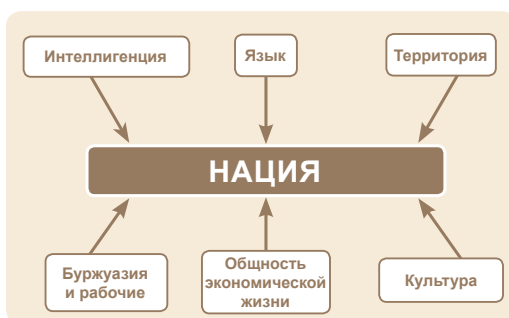 Интеллигенция
Язык
Территория
НАЦИЯ
Буржуазия
и рабочие
Общность
экономической
жизни
Культура